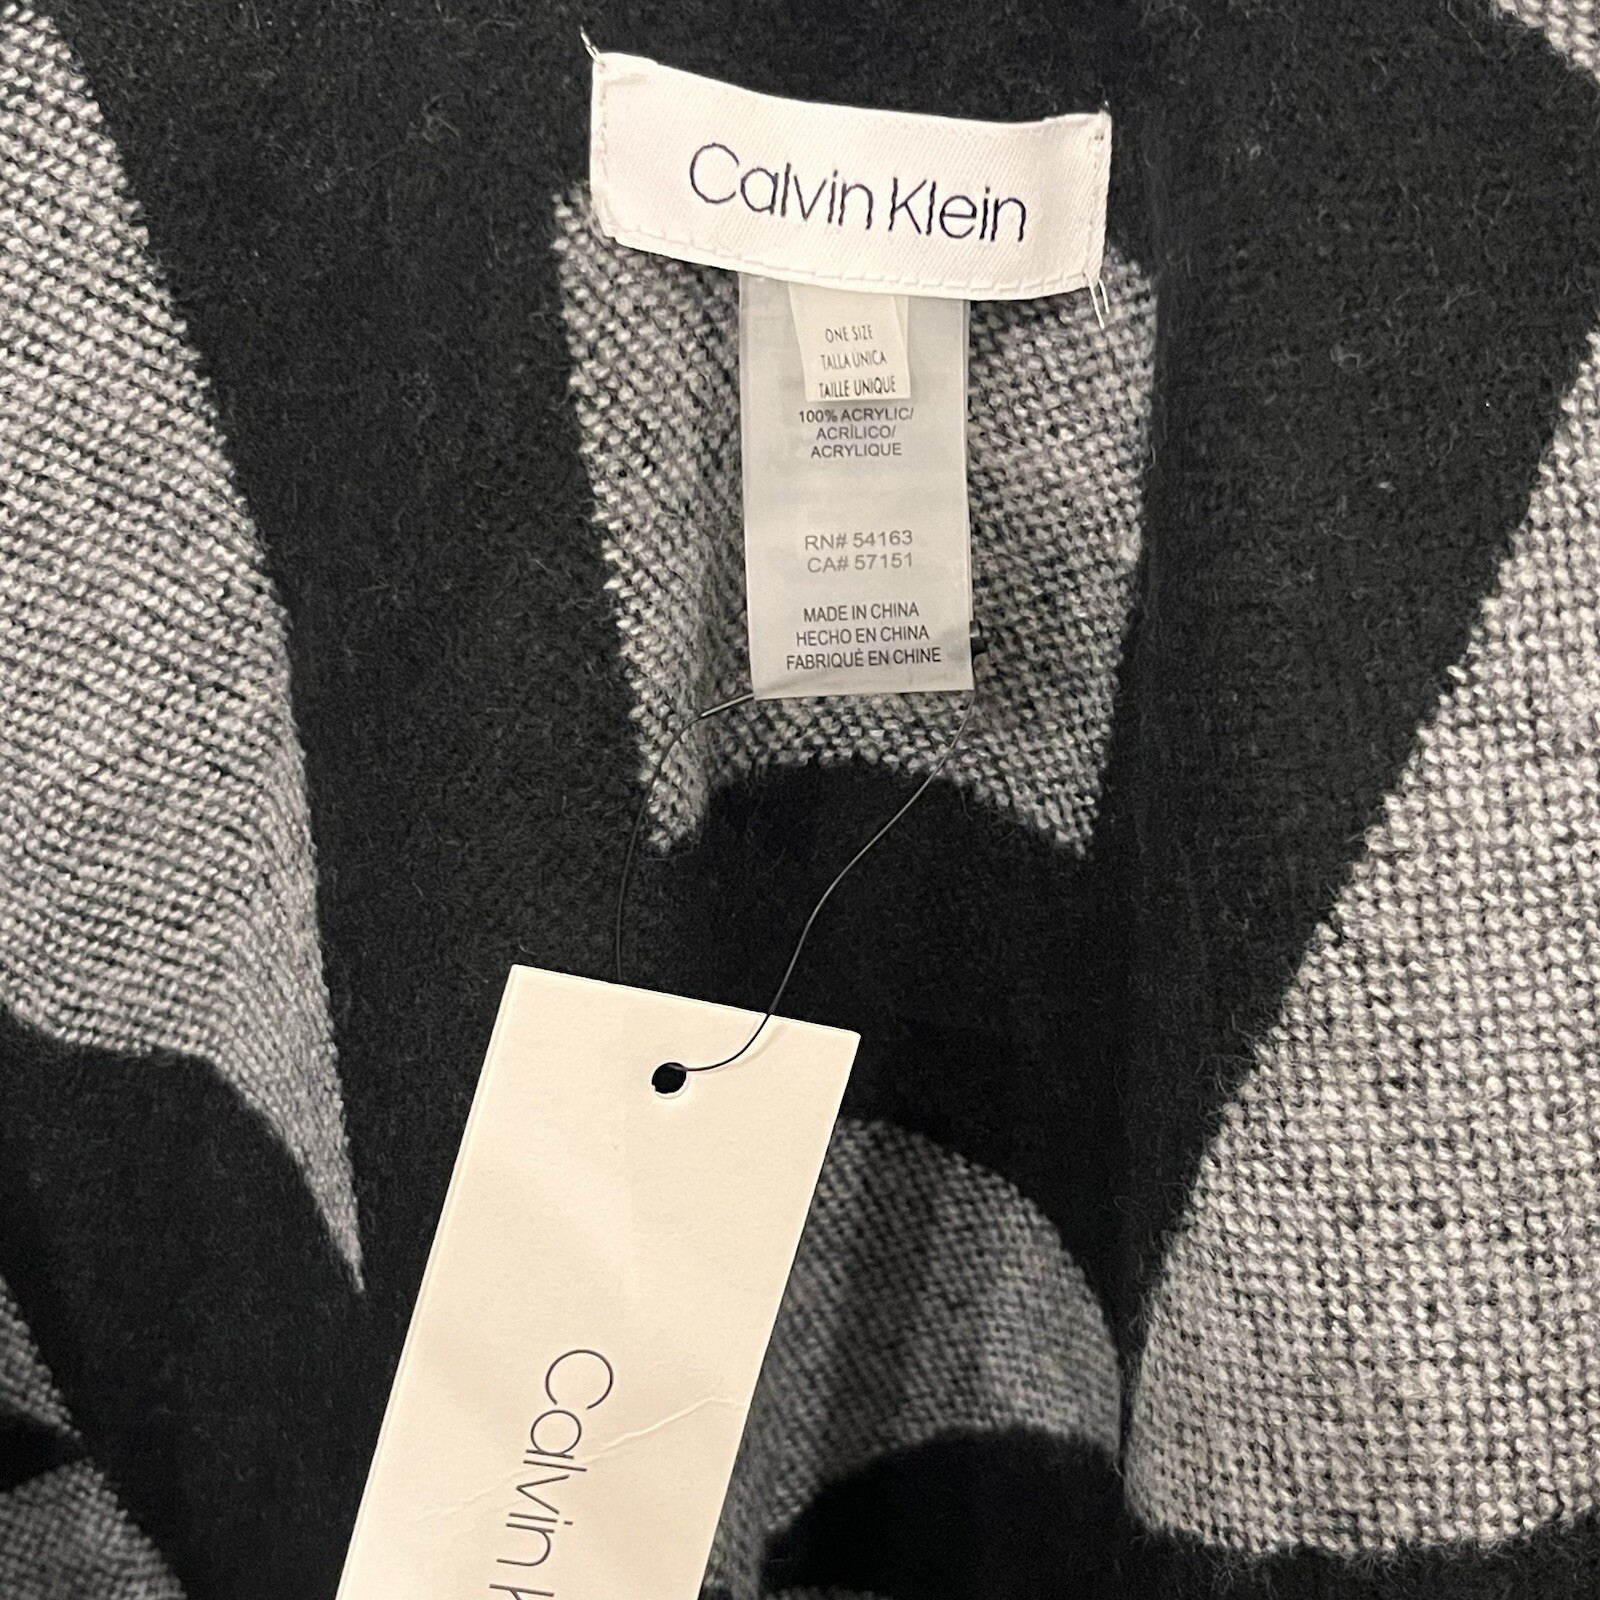 Calvin Klein
ONE SIZE
TALLA UNICA
TAILLE UNIQUE
100% ACRYLIC/
ACRÍLICO/
ACRYLIQUE
RN# 54163
CA# 57151
MADE IN CHINA
HECHO EN CHINA
FABRIQUÉ EN CHINE
Calvin K